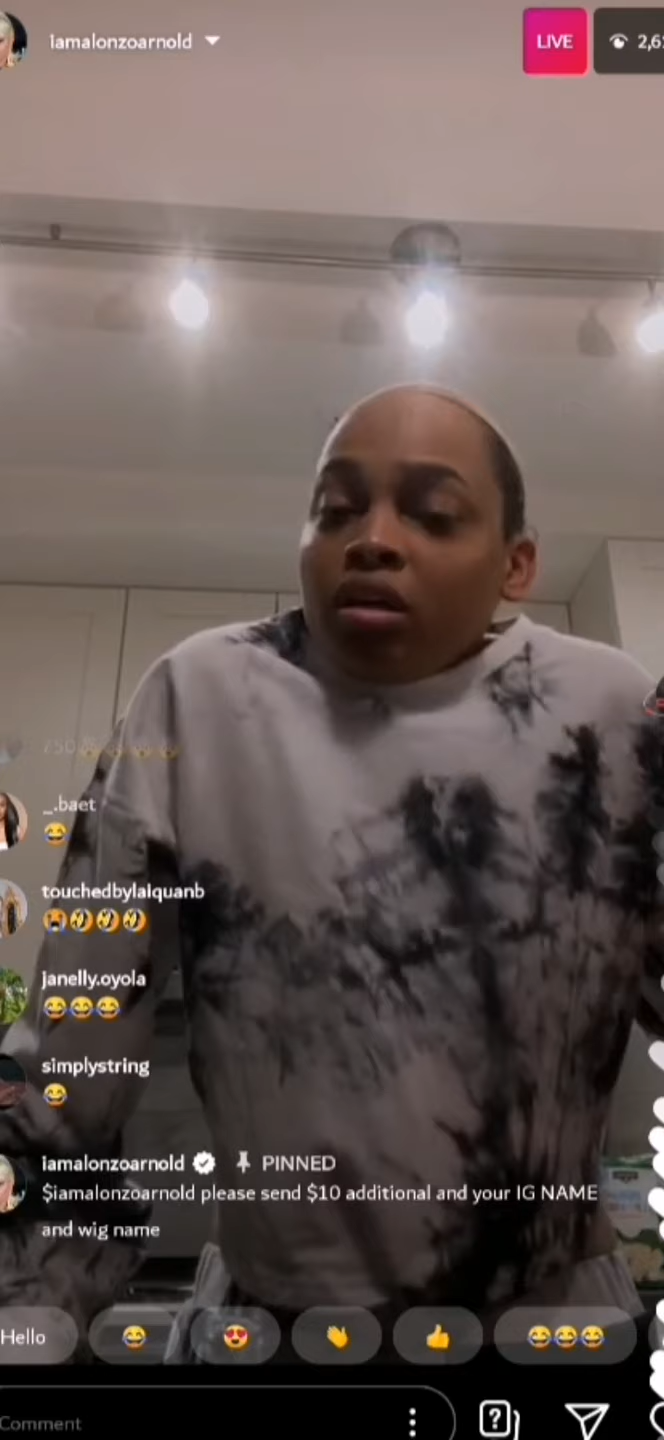 iamalonzoarnold
LIVE
_.baet
😂
touchedbylaiquanb
😭🤣🤣🤣
janelly.oyola
😂😂😂
simplystring
😂
iamalonzoarnold PINNED
$iamalonzoarnold please send $10 additional and your IG NAME
and wig name
Hello 😂 😍 👏 👍 😂😂😂
Comment